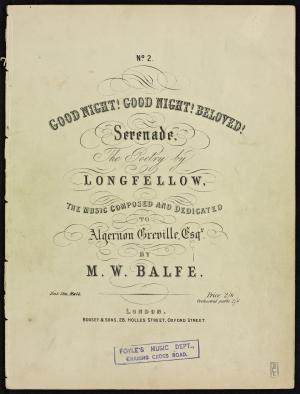 No. 2.
GOOD NIGHT! GOOD NIGHT! BELOVED!
Serenade,
The Poetry by
LONGFELLOW,
THE MUSIC COMPOSED AND DEDICATED
TO
Algernon Greville, Esqr.
BY
M. W. BALFE.
Price 2/6
Orchestral parts
LONDON,
BOOSEY & SONS, 28, HOLLES STREET, OXFORD STREET.
FOYLE'S MUSIC DEPT.,
CHARING CROSS ROAD.